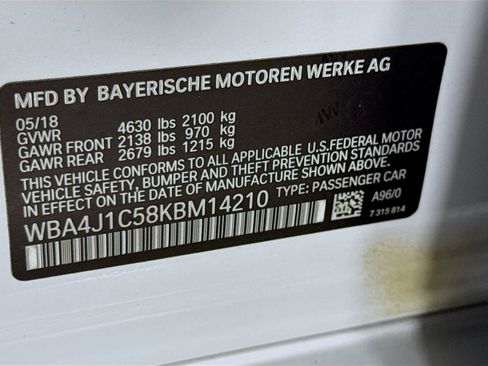 MFD BY BAYERISCHE MOTOREN WERKE AG
05/18
GVWR 4630 lbs 2100 kg
GAWR FRONT 2138 lbs 970 kg
GAWR REAR 2679 lbs 1215 kg
THIS VEHICLE CONFORMS TO ALL APPLICABLE U.S.FEDERAL MOTOR
VEHICLE SAFETY, BUMPER AND THEFT PREVENTION STANDARDS
IN EFFECT ON THE DATE OF MANUFACTURE SHOWN ABOVE.
WBA4J1C58KBM14210 TYPE: PASSENGER CAR
A96/0
7 315 814